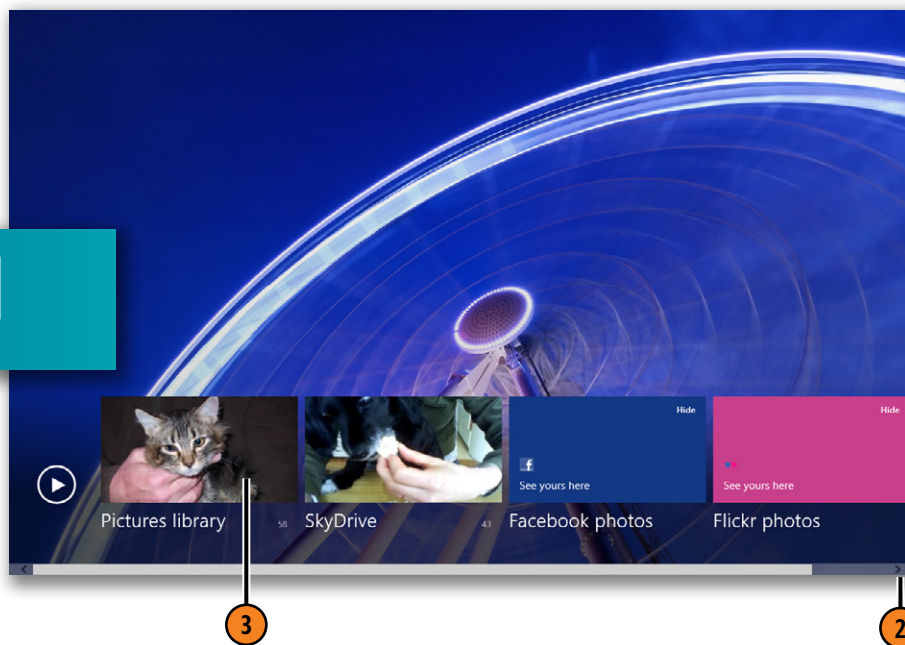 Hide
Hide
See yours here
See yours here
Pictures library 58
SkyDrive 43
Facebook photos
Flickr photos
3
2